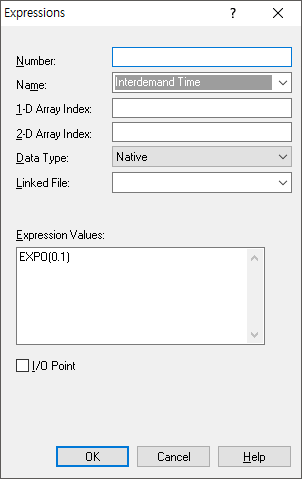 Expressions
Number:
Name: Interdemand Time
1-D Array Index:
2-D Array Index:
Data Type: Native
Linked File:
Expression Values:
EXPO(0.1)
I/O Point
OK Cancel Help